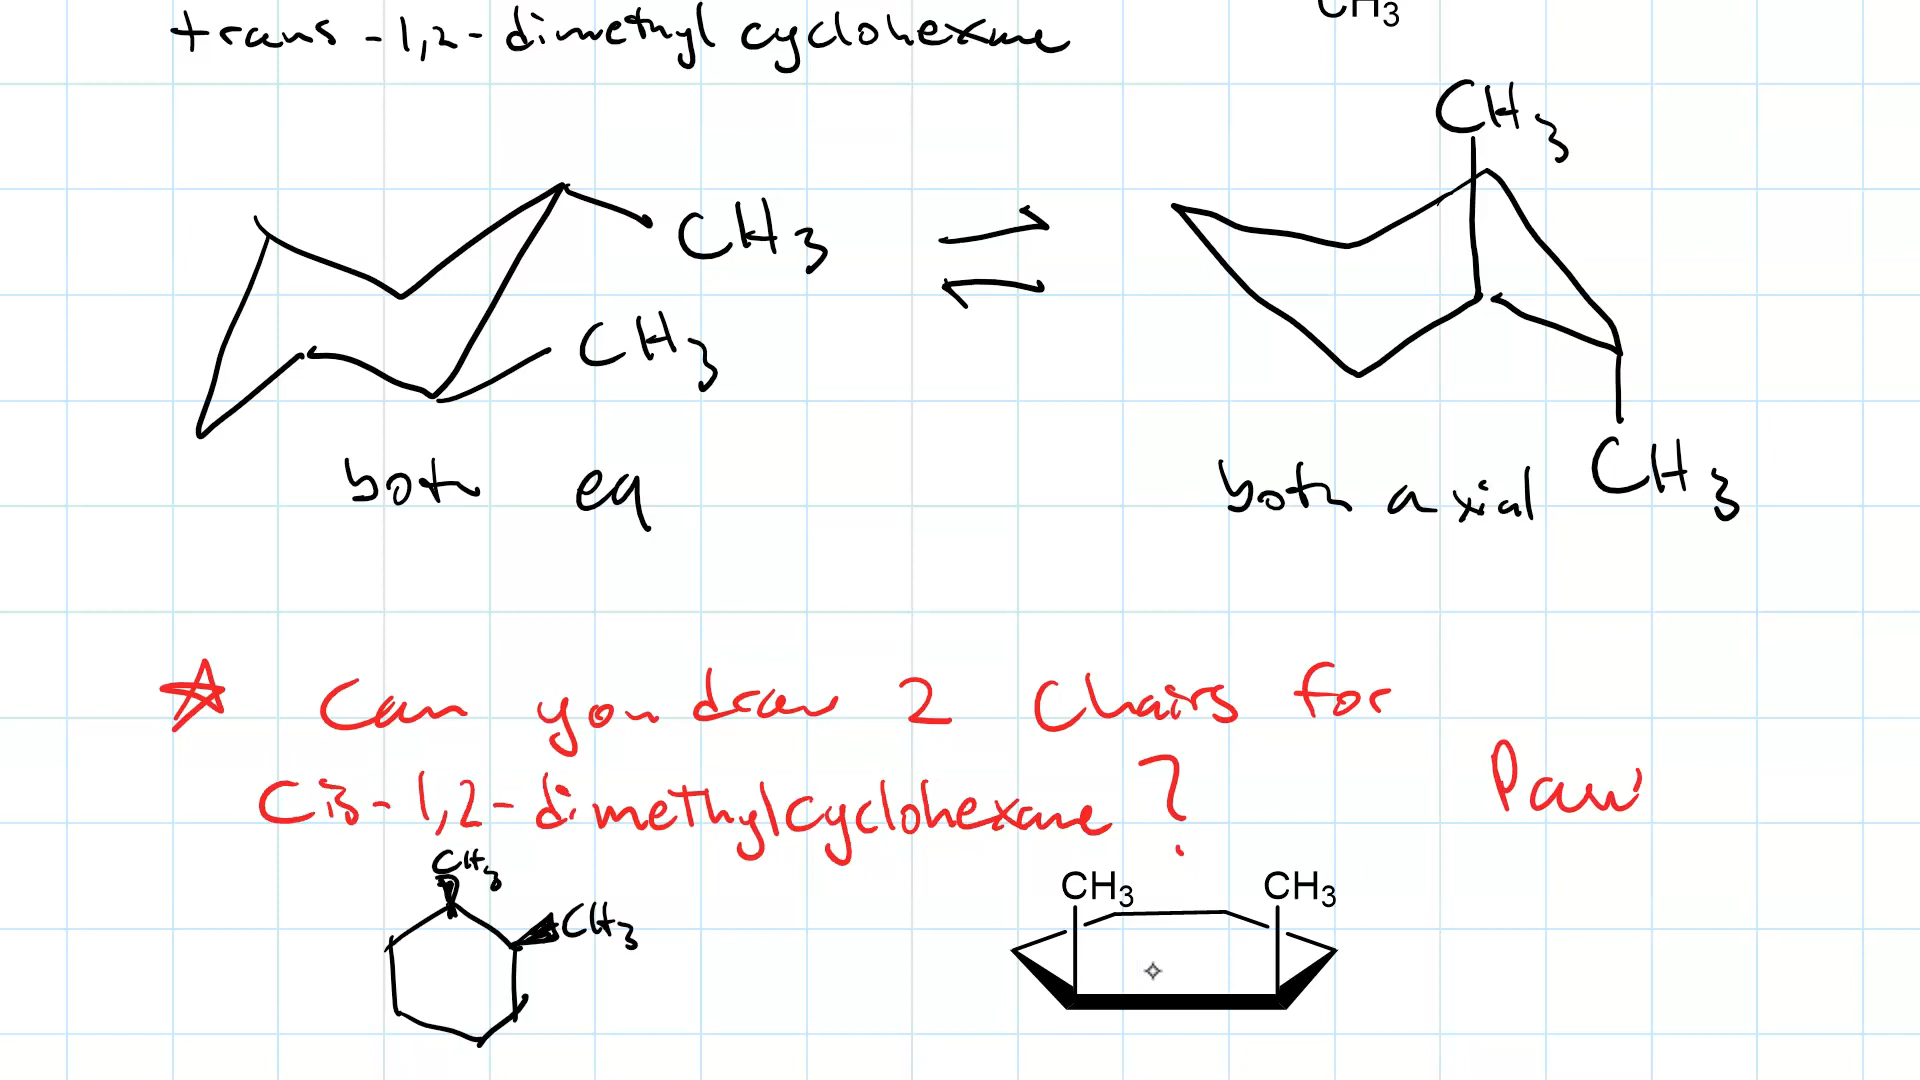 CH3
trans-1,2-dimethyl cyclohexane
CH3
CH3
CH3
both eq
both axial
CH3
Can you draw 2 Chairs for
Cis-1,2-dimethylcyclohexane?
CH3
CH3
CH3
CH3